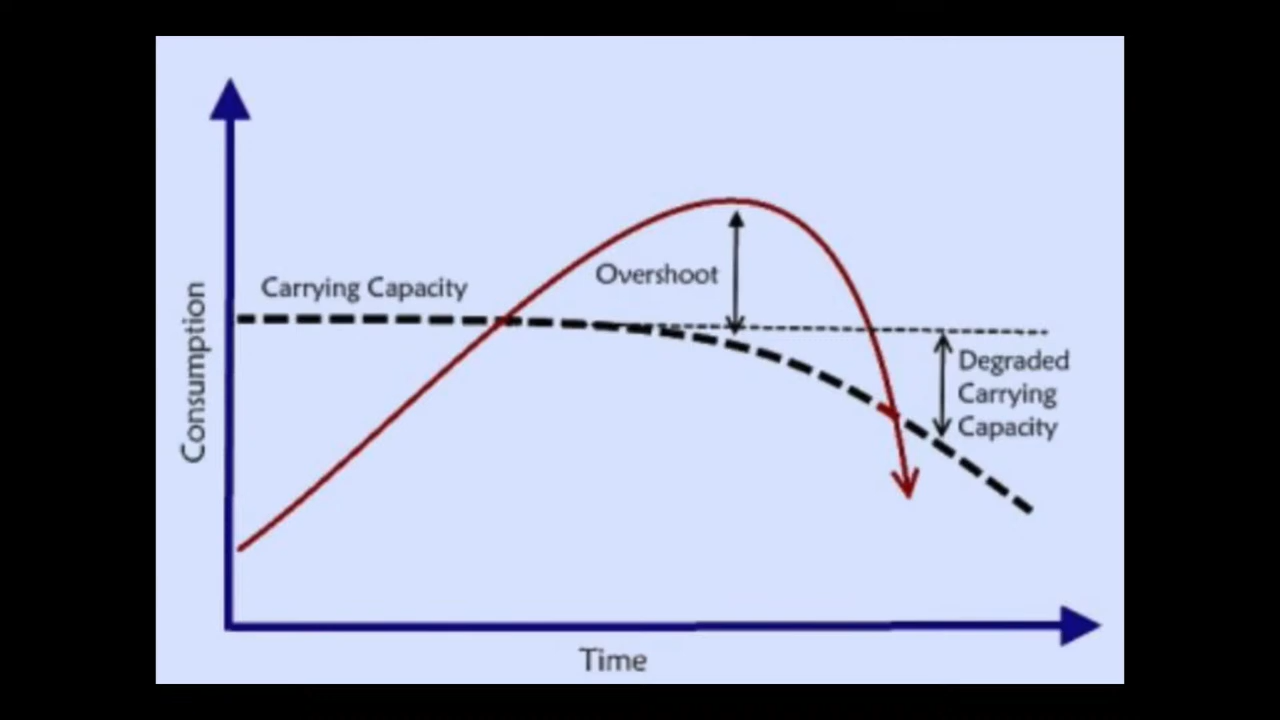 Carrying Capacity
Overshoot
Degraded
Carrying
Capacity
Consumption
Time